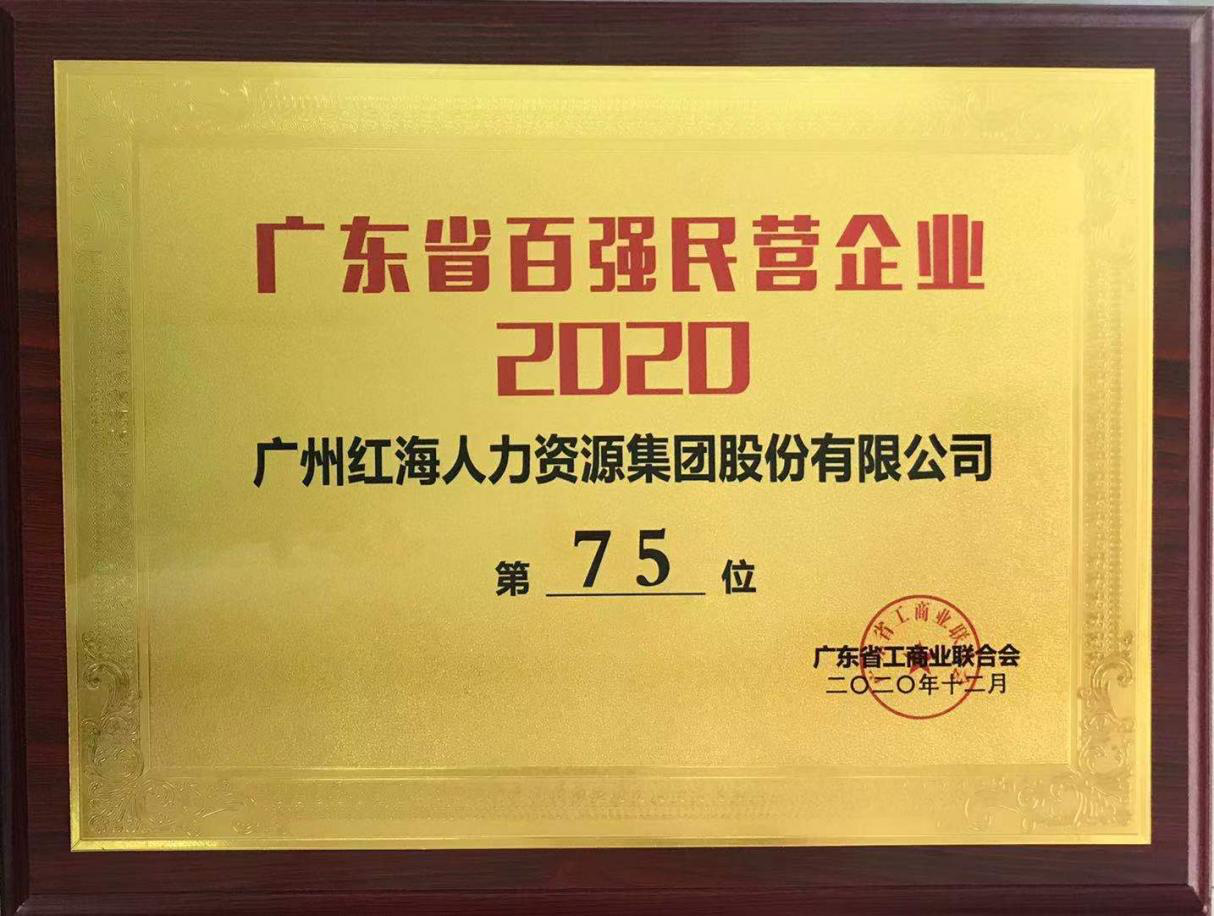 广东省百强民营企业
2020
广州红海人力资源集团股份有限公司
第 75 位
广东省工商业联合会
二〇二〇年十二月